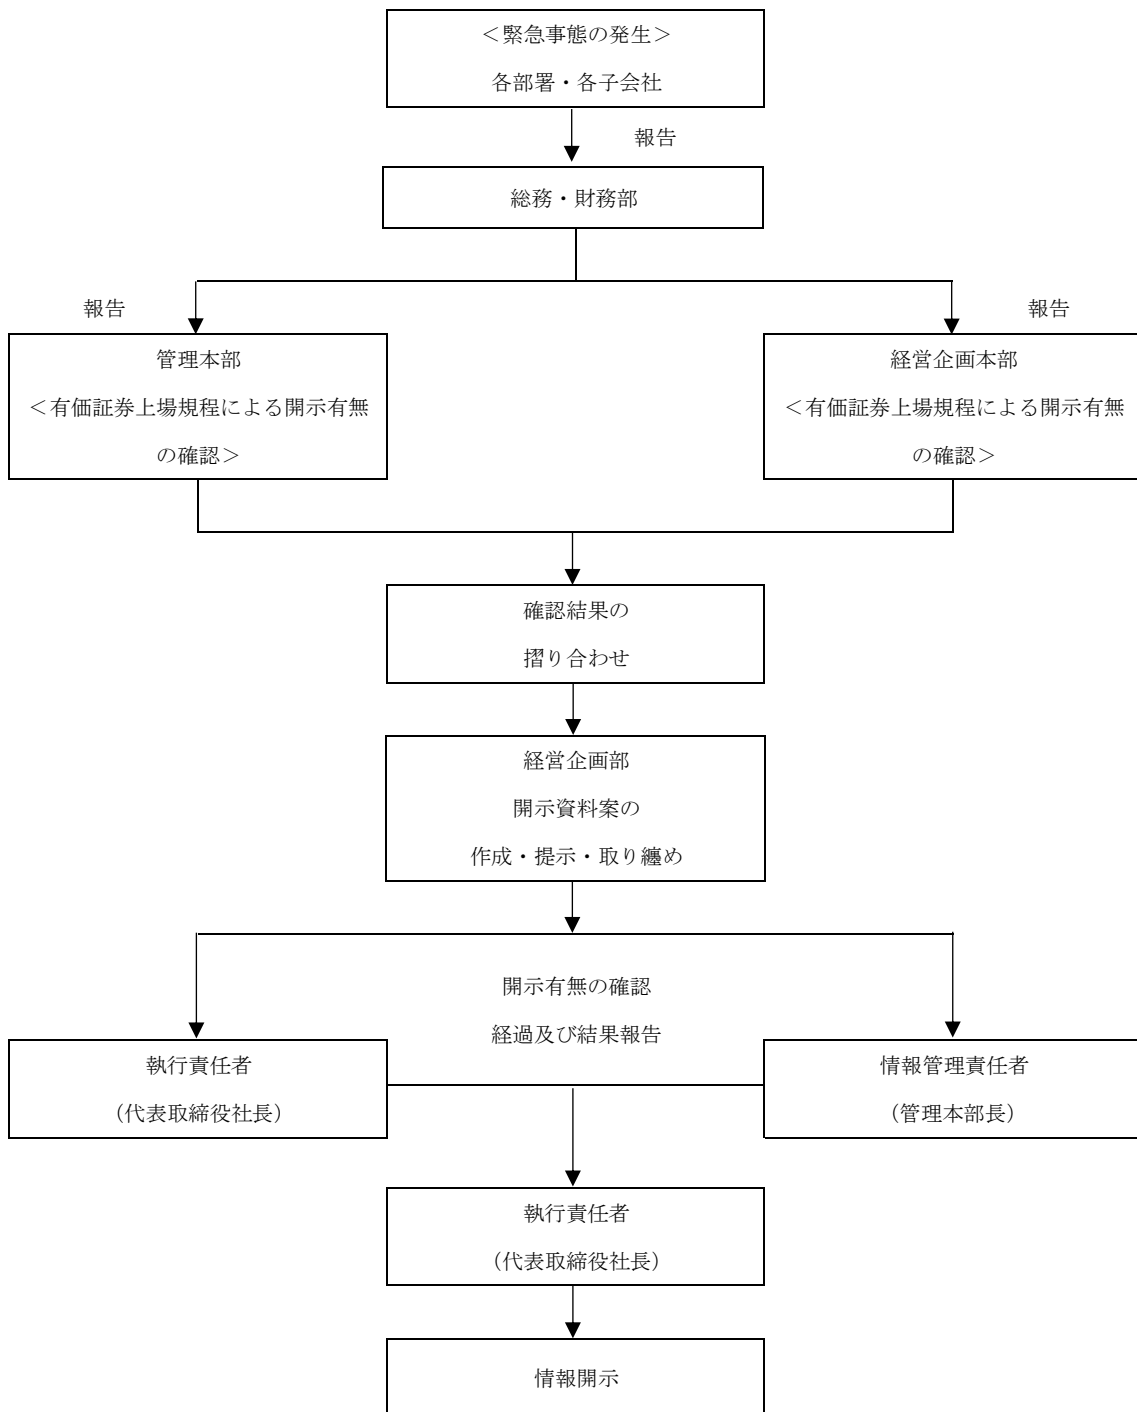 ＜緊急事態の発生＞
各部署・各子会社
報告
総務・財務部
報告
報告
管理本部
＜有価証券上場規程による開示有無
の確認＞
経営企画本部
＜有価証券上場規程による開示有無
の確認＞
確認結果の
摺り合わせ
経営企画部
開示資料案の
作成・提示・取り纏め
開示有無の確認
経過及び結果報告
執行責任者
（代表取締役社長）
情報管理責任者
（管理本部長）
執行責任者
（代表取締役社長）
情報開示